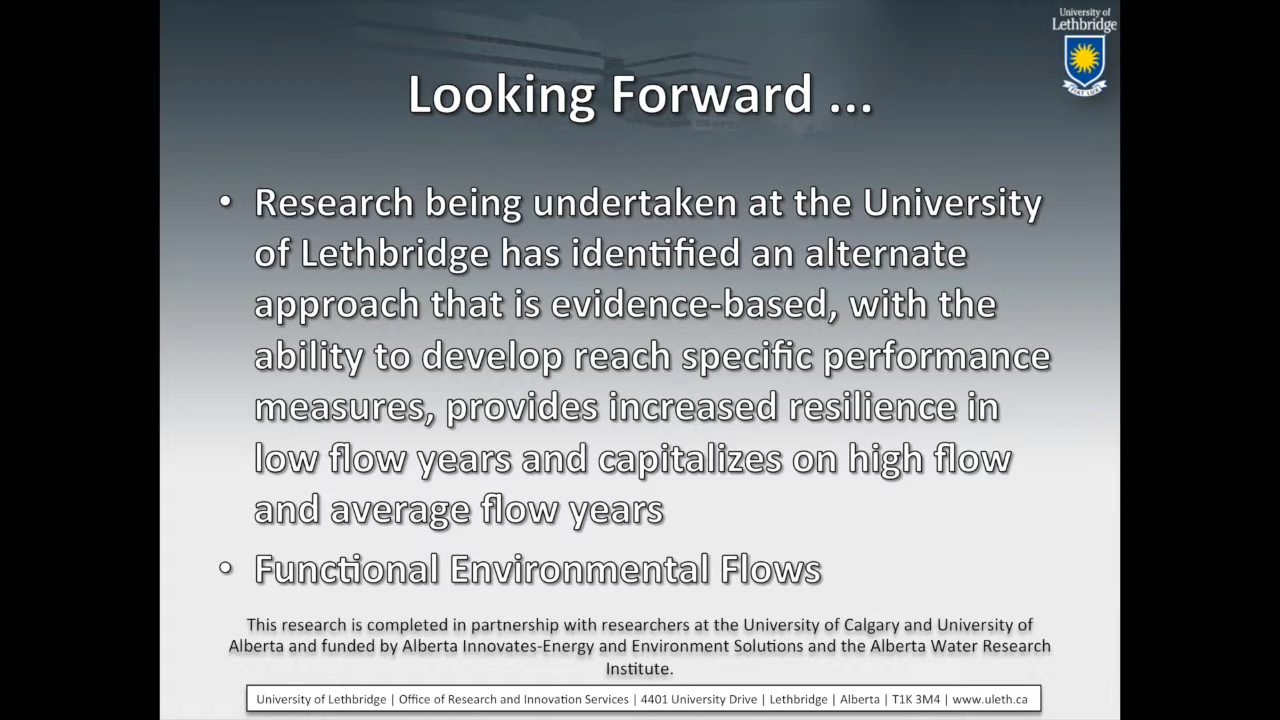 University of
Lethbridge
FIAT LUX
Looking Forward ...
• Research being undertaken at the University
of Lethbridge has identified an alternate
approach that is evidence-based, with the
ability to develop reach specific performance
measures, provides increased resilience in
low flow years and capitalizes on high flow
and average flow years
• Functional Environmental Flows
This research is completed in partnership with researchers at the University of Calgary and University of
Alberta and funded by Alberta Innovates-Energy and Environment Solutions and the Alberta Water Research
Institute.
University of Lethbridge | Office of Research and Innovation Services | 4401 University Drive | Lethbridge | Alberta | T1K 3M4 | www.uleth.ca